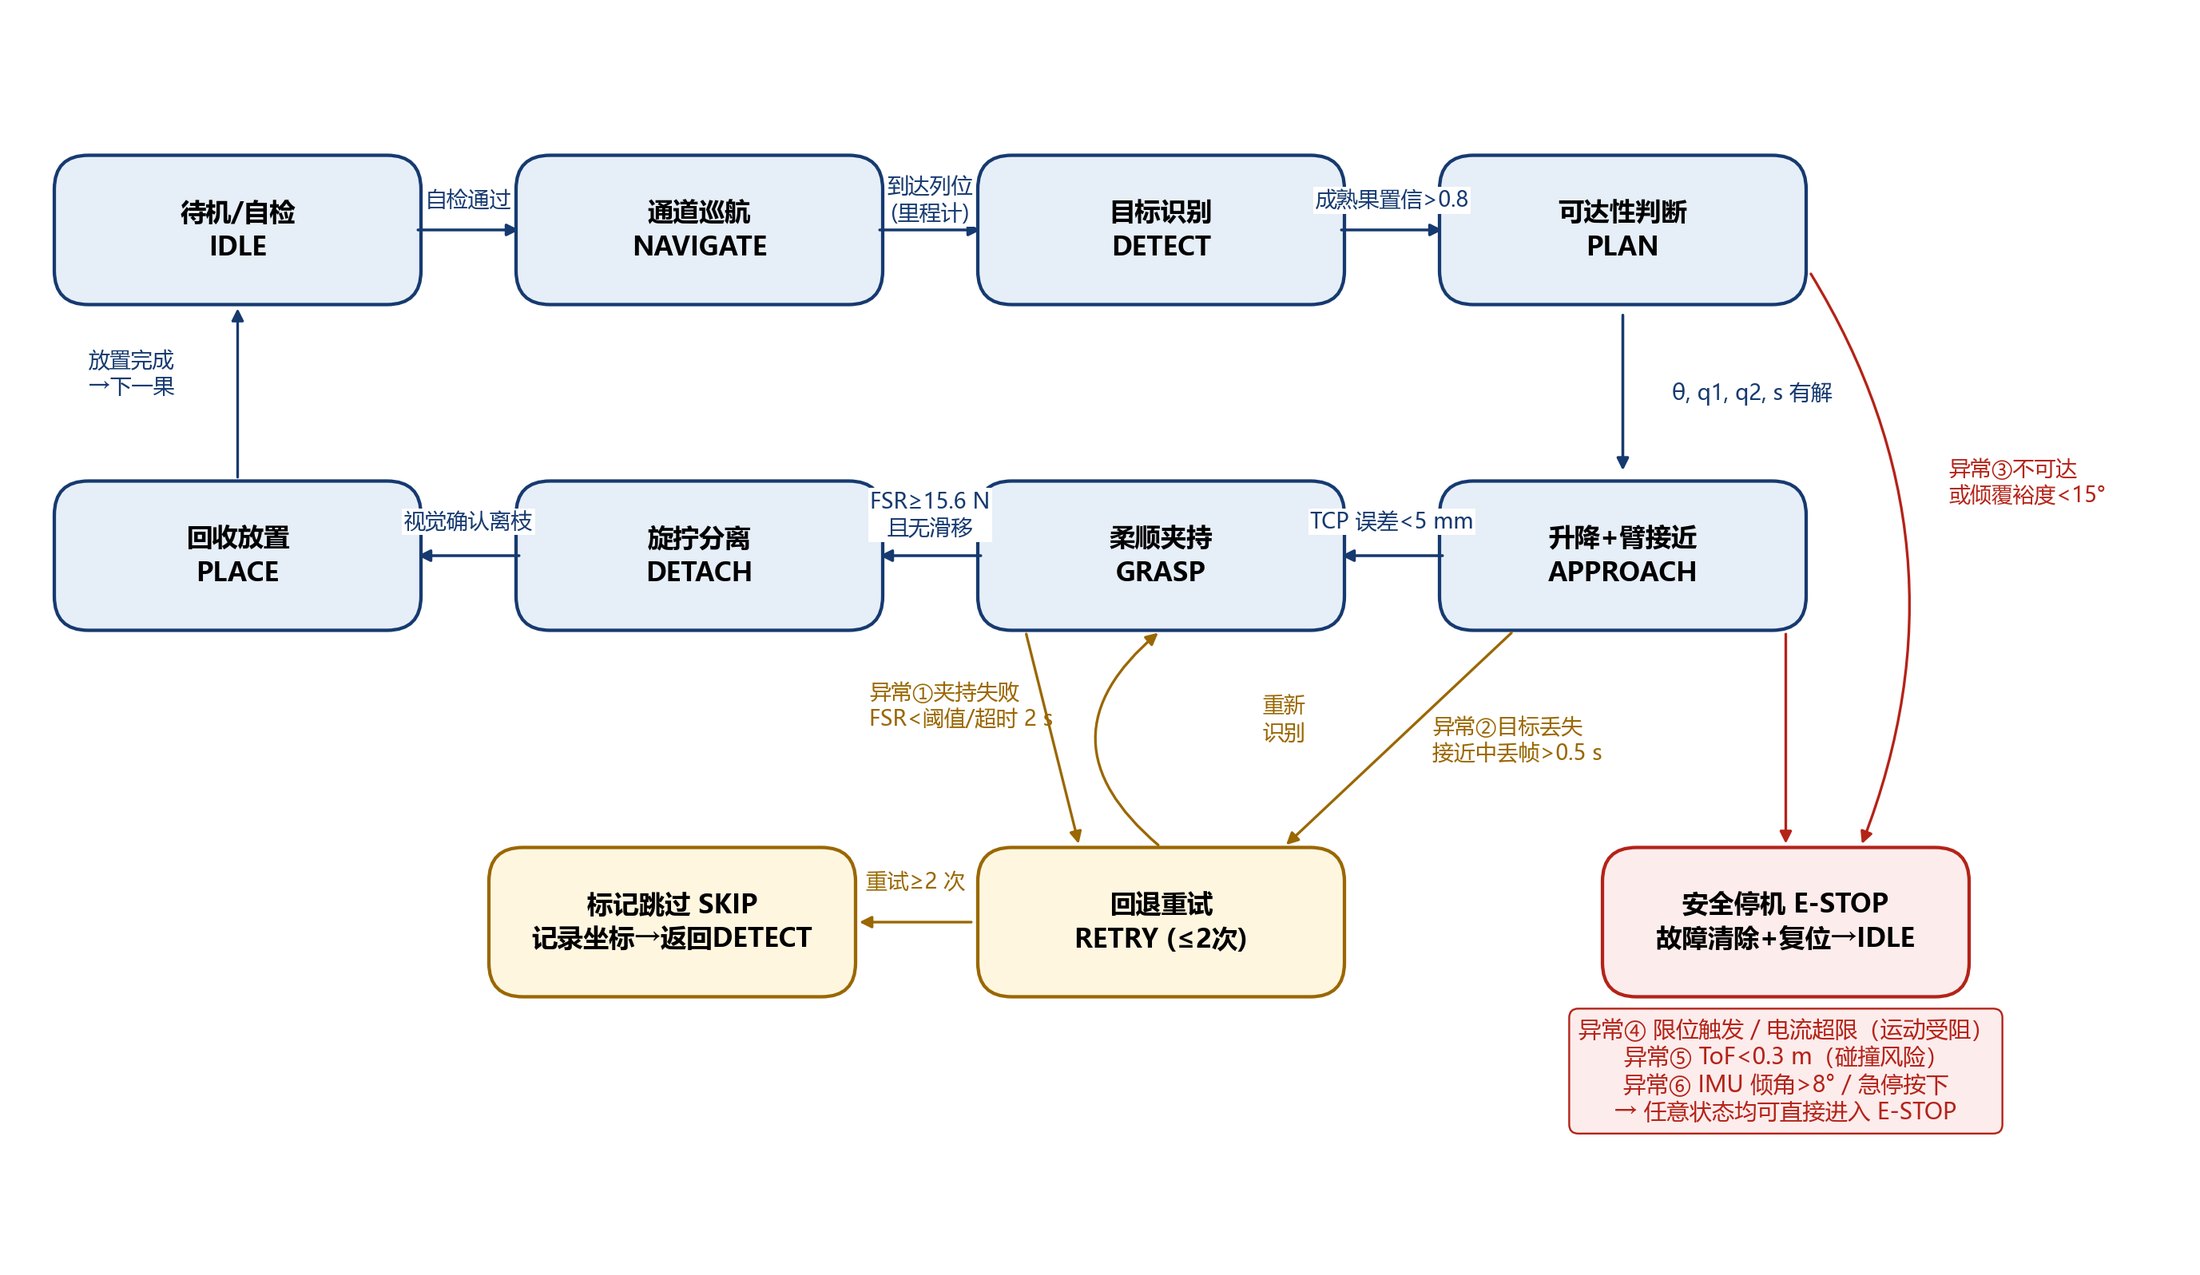 待机/自检
IDLE
自检通过
通道巡航
NAVIGATE
到达列位
(里程计)
目标识别
DETECT
成熟果置信>0.8
可达性判断
PLAN
放置完成
→下一果
θ, q1, q2, s 有解
异常③不可达
或倾覆裕度<15°
回收放置
PLACE
视觉确认离枝
旋拧分离
DETACH
FSR≥15.6 N
且无滑移
柔顺夹持
GRASP
TCP 误差<5 mm
升降+臂接近
APPROACH
异常①夹持失败
FSR<阈值/超时 2 s
重新
识别
异常②目标丢失
接近中丢帧>0.5 s
标记跳过 SKIP
记录坐标→返回DETECT
重试≥2 次
回退重试
RETRY (≤2次)
安全停机 E-STOP
故障清除+复位→IDLE
异常④ 限位触发 / 电流超限（运动受阻）
异常⑤ ToF<0.3 m（碰撞风险）
异常⑥ IMU 倾角>8° / 急停按下
→ 任意状态均可直接进入 E-STOP